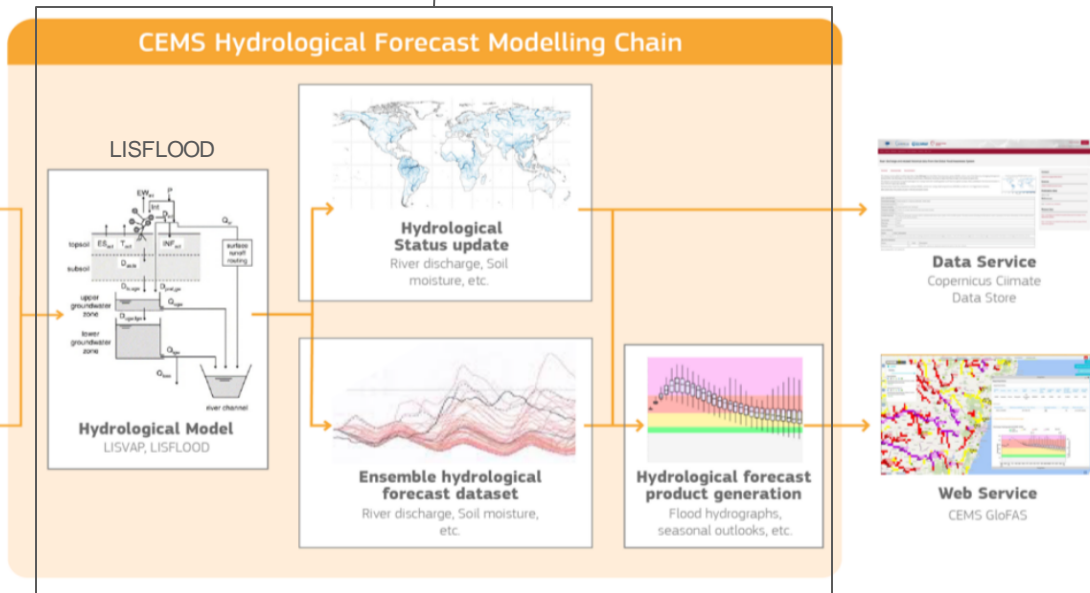 CEMS Hydrological Forecast Modelling Chain
LISFLOOD
P
Int
topsoil
subsoil
surface
runoff
routing
upper
groundwater
zone
lower
groundwater
zone
river channel
Hydrological Model
LISVAP, LISFLOOD
Hydrological
Status update
River discharge, Soil
moisture, etc.
Ensemble hydrological
forecast dataset
River discharge, Soil moisture,
etc.
Hydrological forecast
product generation
Flood hydrographs,
seasonal outlooks, etc.
Data Service
Copernicus Climate
Data Store
Web Service
CEMS GloFAS